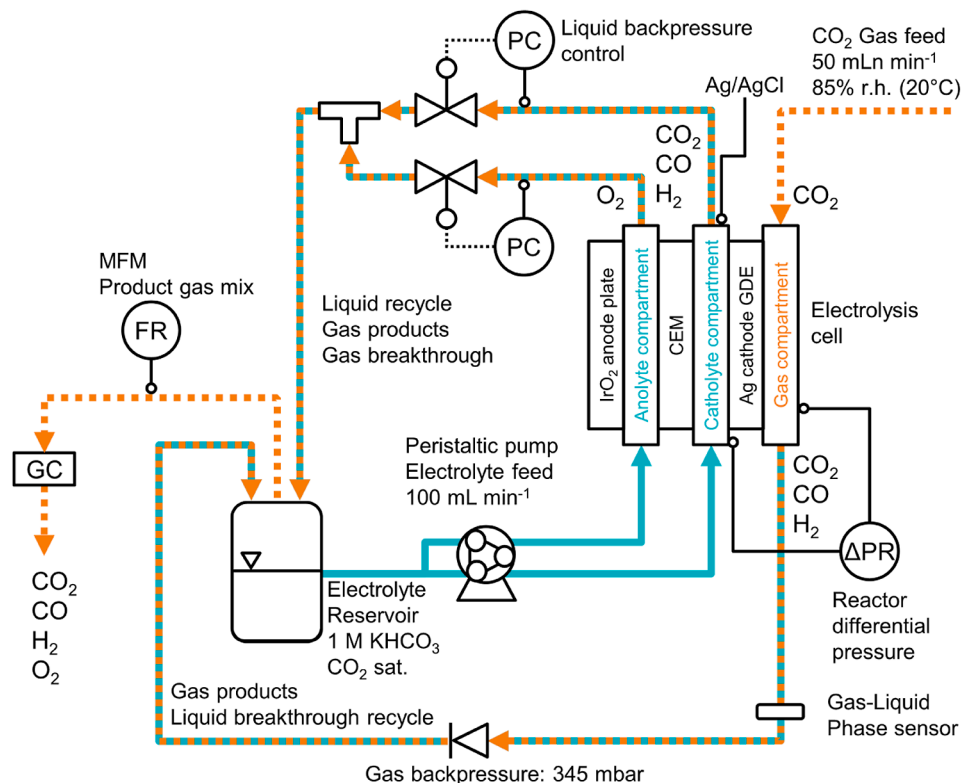 PC
Liquid backpressure
control
CO₂ Gas feed
50 mLn min⁻¹
85% r.h. (20°C)
Ag/AgCl
CO₂
CO
H₂
O₂
CO₂
PC
MFM
Product gas mix
FR
Liquid recycle
Gas products
Gas breakthrough
IrO₂ anode plate
Anolyte compartment
CEM
Catholyte compartment
Ag cathode GDE
Gas compartment
Electrolysis
cell
GC
Peristaltic pump
Electrolyte feed
100 mL min⁻¹
CO₂
CO
H₂
ΔPR
Reactor
differential
pressure
CO₂
CO
H₂
O₂
Electrolyte
Reservoir
1 M KHCO₃
CO₂ sat.
Gas products
Liquid breakthrough recycle
Gas-Liquid
Phase sensor
Gas backpressure: 345 mbar